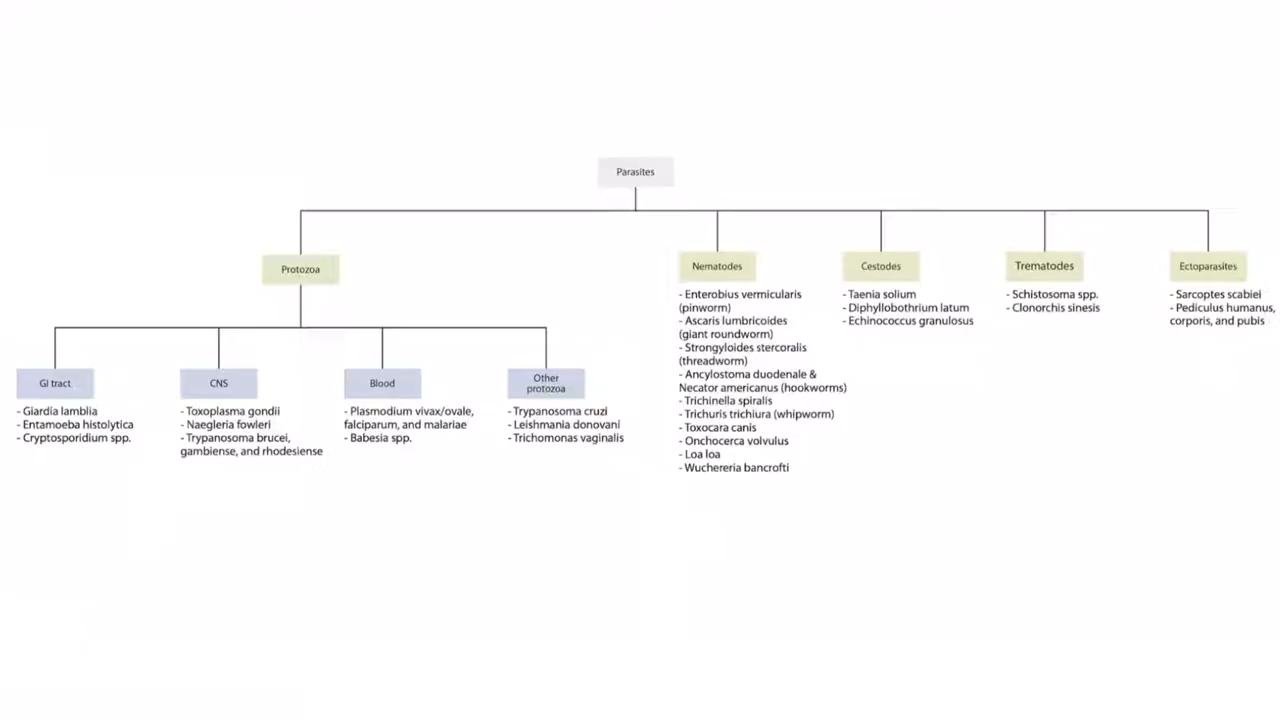 Parasites
Protozoa
Nematodes
Cestodes
Trematodes
Ectoparasites
- Enterobius vermicularis
(pinworm)
- Ascaris lumbricoides
(giant roundworm)
- Strongyloides stercoralis
(threadworm)
- Ancylostoma duodenale &
Necator americanus (hookworms)
- Trichinella spiralis
- Trichuris trichiura (whipworm)
- Toxocara canis
- Onchocerca volvulus
- Loa loa
- Wuchereria bancrofti
- Taenia solium
- Diphyllobothrium latum
- Echinococcus granulosus
- Schistosoma spp.
- Clonorchis sinesis
- Sarcoptes scabiei
- Pediculus humanus,
corporis, and pubis
GI tract
- Giardia lamblia
- Entamoeba histolytica
- Cryptosporidium spp.
CNS
- Toxoplasma gondii
- Naegleria fowleri
- Trypanosoma brucei,
gambiense, and rhodesiense
Blood
- Plasmodium vivax/ovale,
falciparum, and malariae
- Babesia spp.
Other
protozoa
- Trypanosoma cruzi
- Leishmania donovani
- Trichomonas vaginalis